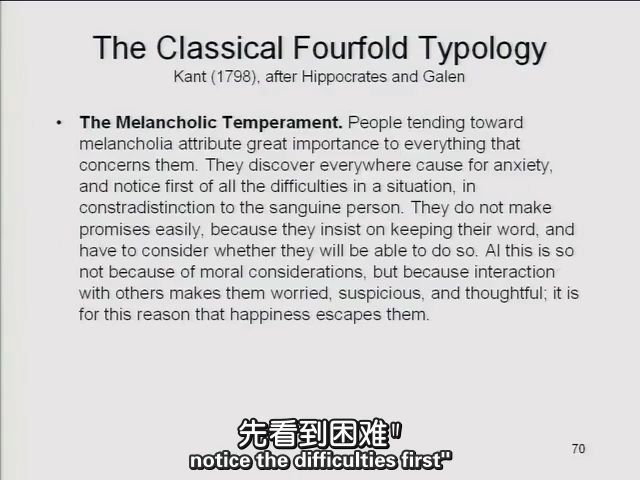 The Classical Fourfold Typology
Kant (1798), after Hippocrates and Galen
• The Melancholic Temperament. People tending toward
melancholia attribute great importance to everything that
concerns them. They discover everywhere cause for anxiety,
and notice first of all the difficulties in a situation, in
constradistinction to the sanguine person. They do not make
promises easily, because they insist on keeping their word, and
have to consider whether they will be able to do so. Al this is so
not because of moral considerations, but because interaction
with others makes them worried, suspicious, and thoughtful; it is
for this reason that happiness escapes them.
先看到困难"
notice the difficulties first"
70